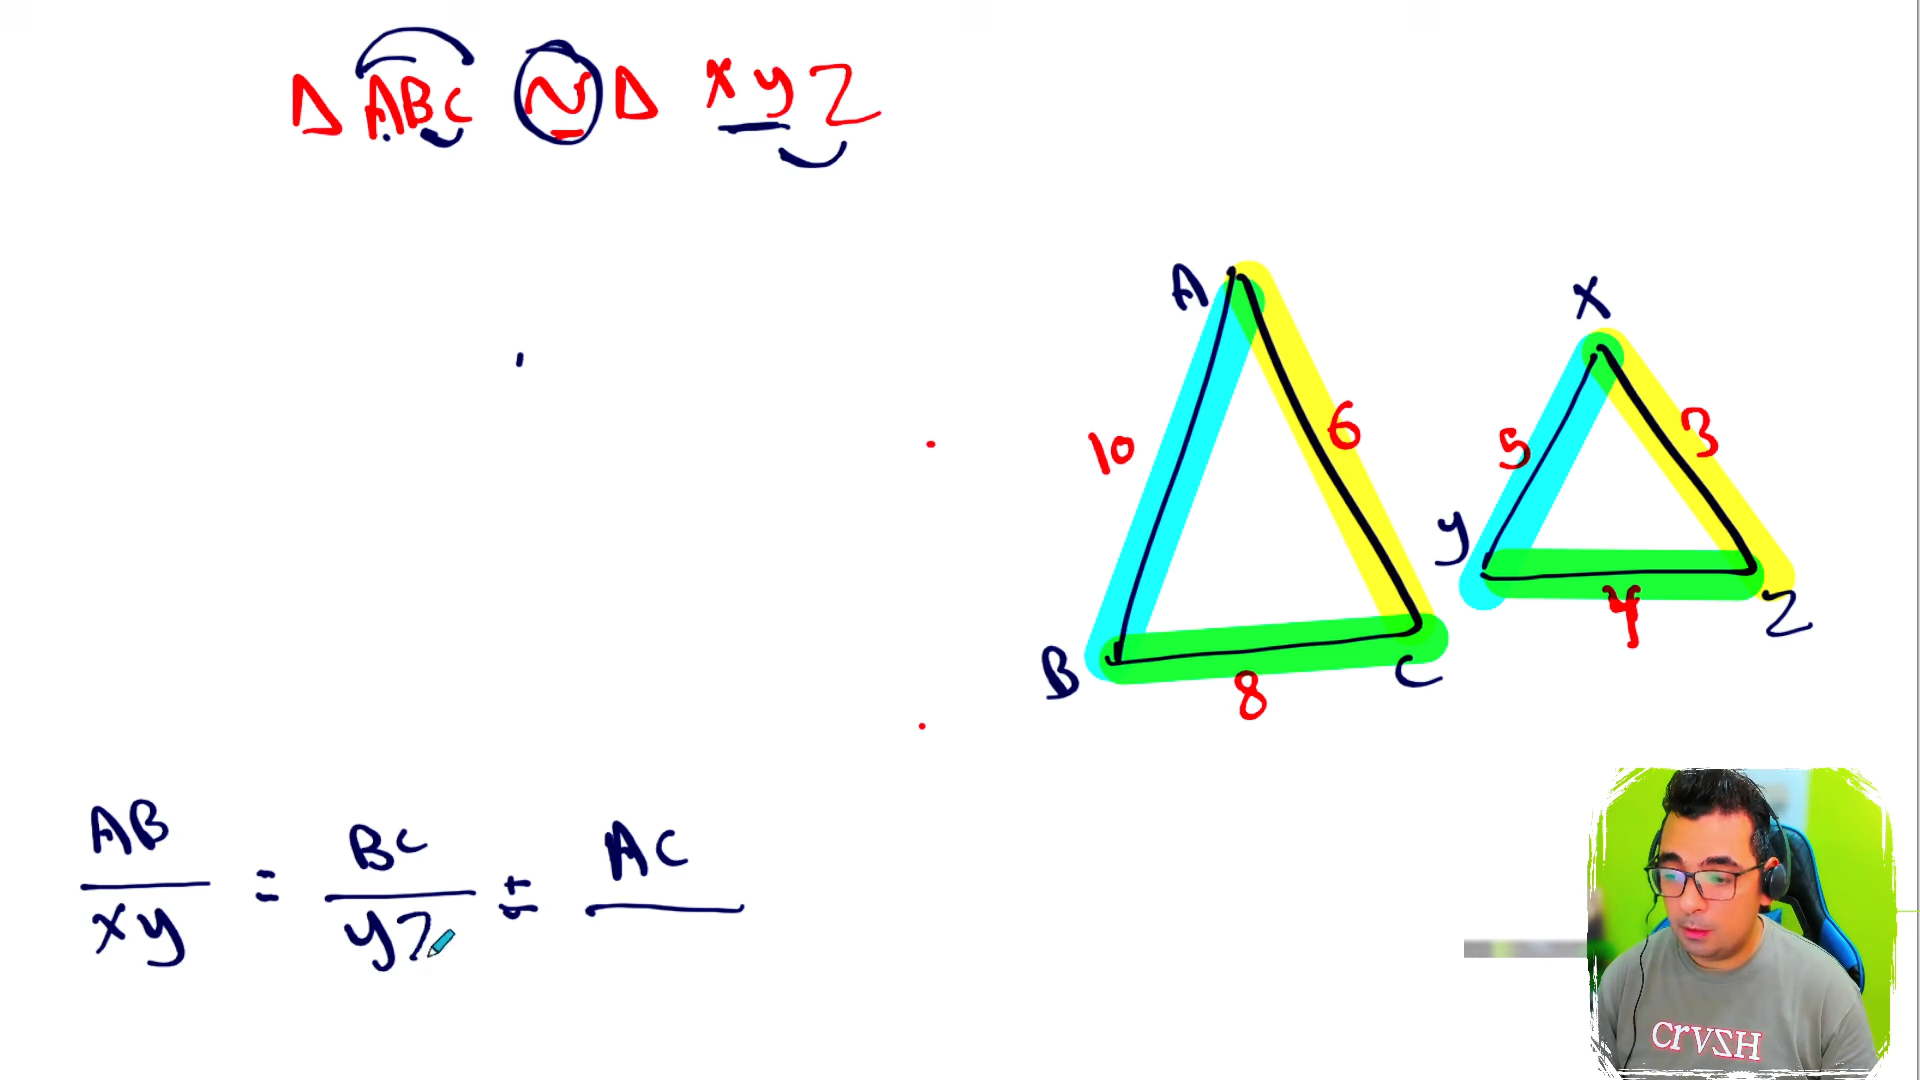 Δ ABC ~ Δ xyZ
A
x
10
6
5
3
y
B
8
C
4
Z
AB = BC = AC
xy yZ
crvsh